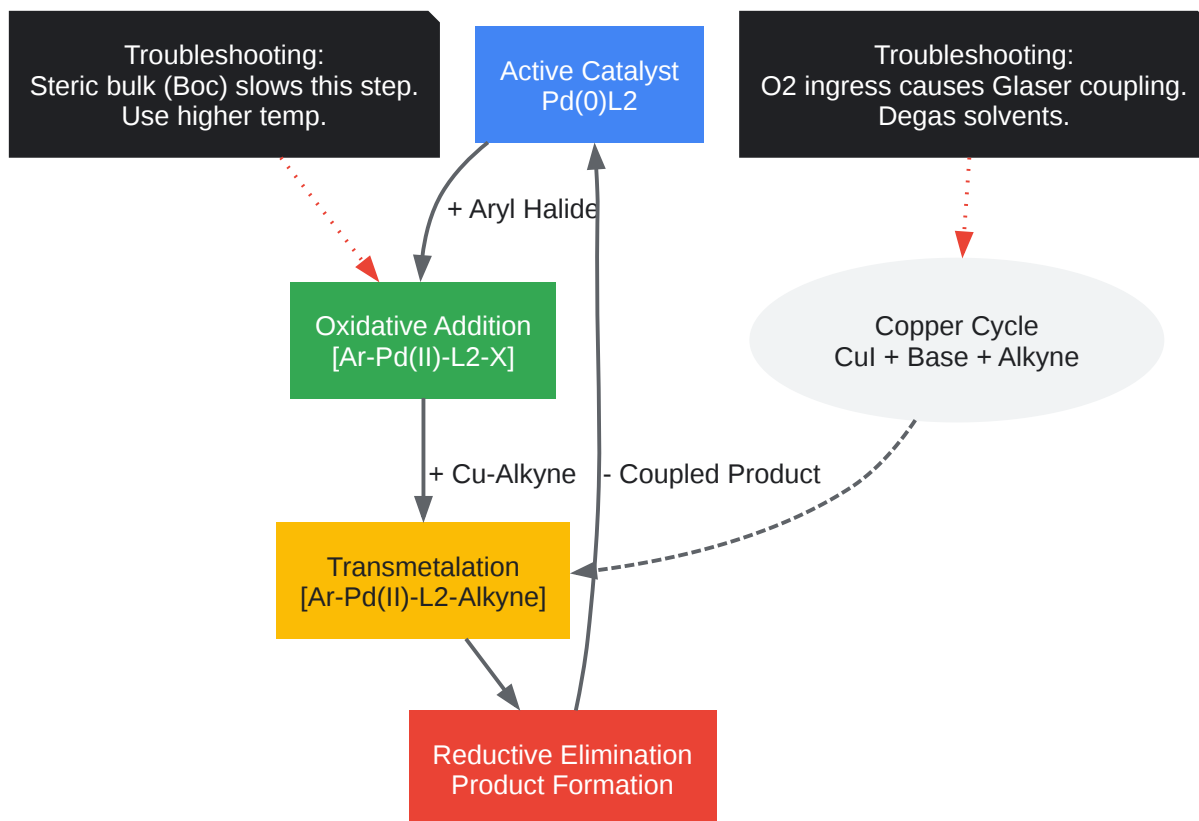 Troubleshooting:
Steric bulk (Boc) slows this step.
Use higher temp.
Active Catalyst
Pd(0)L2
Troubleshooting:
O2 ingress causes Glaser coupling.
Degas solvents.
+ Aryl Halide
Oxidative Addition
[Ar-Pd(II)-L2-X]
Copper Cycle
CuI + Base + Alkyne
+ Cu-Alkyne
- Coupled Product
Transmetalation
[Ar-Pd(II)-L2-Alkyne]
Reductive Elimination
Product Formation